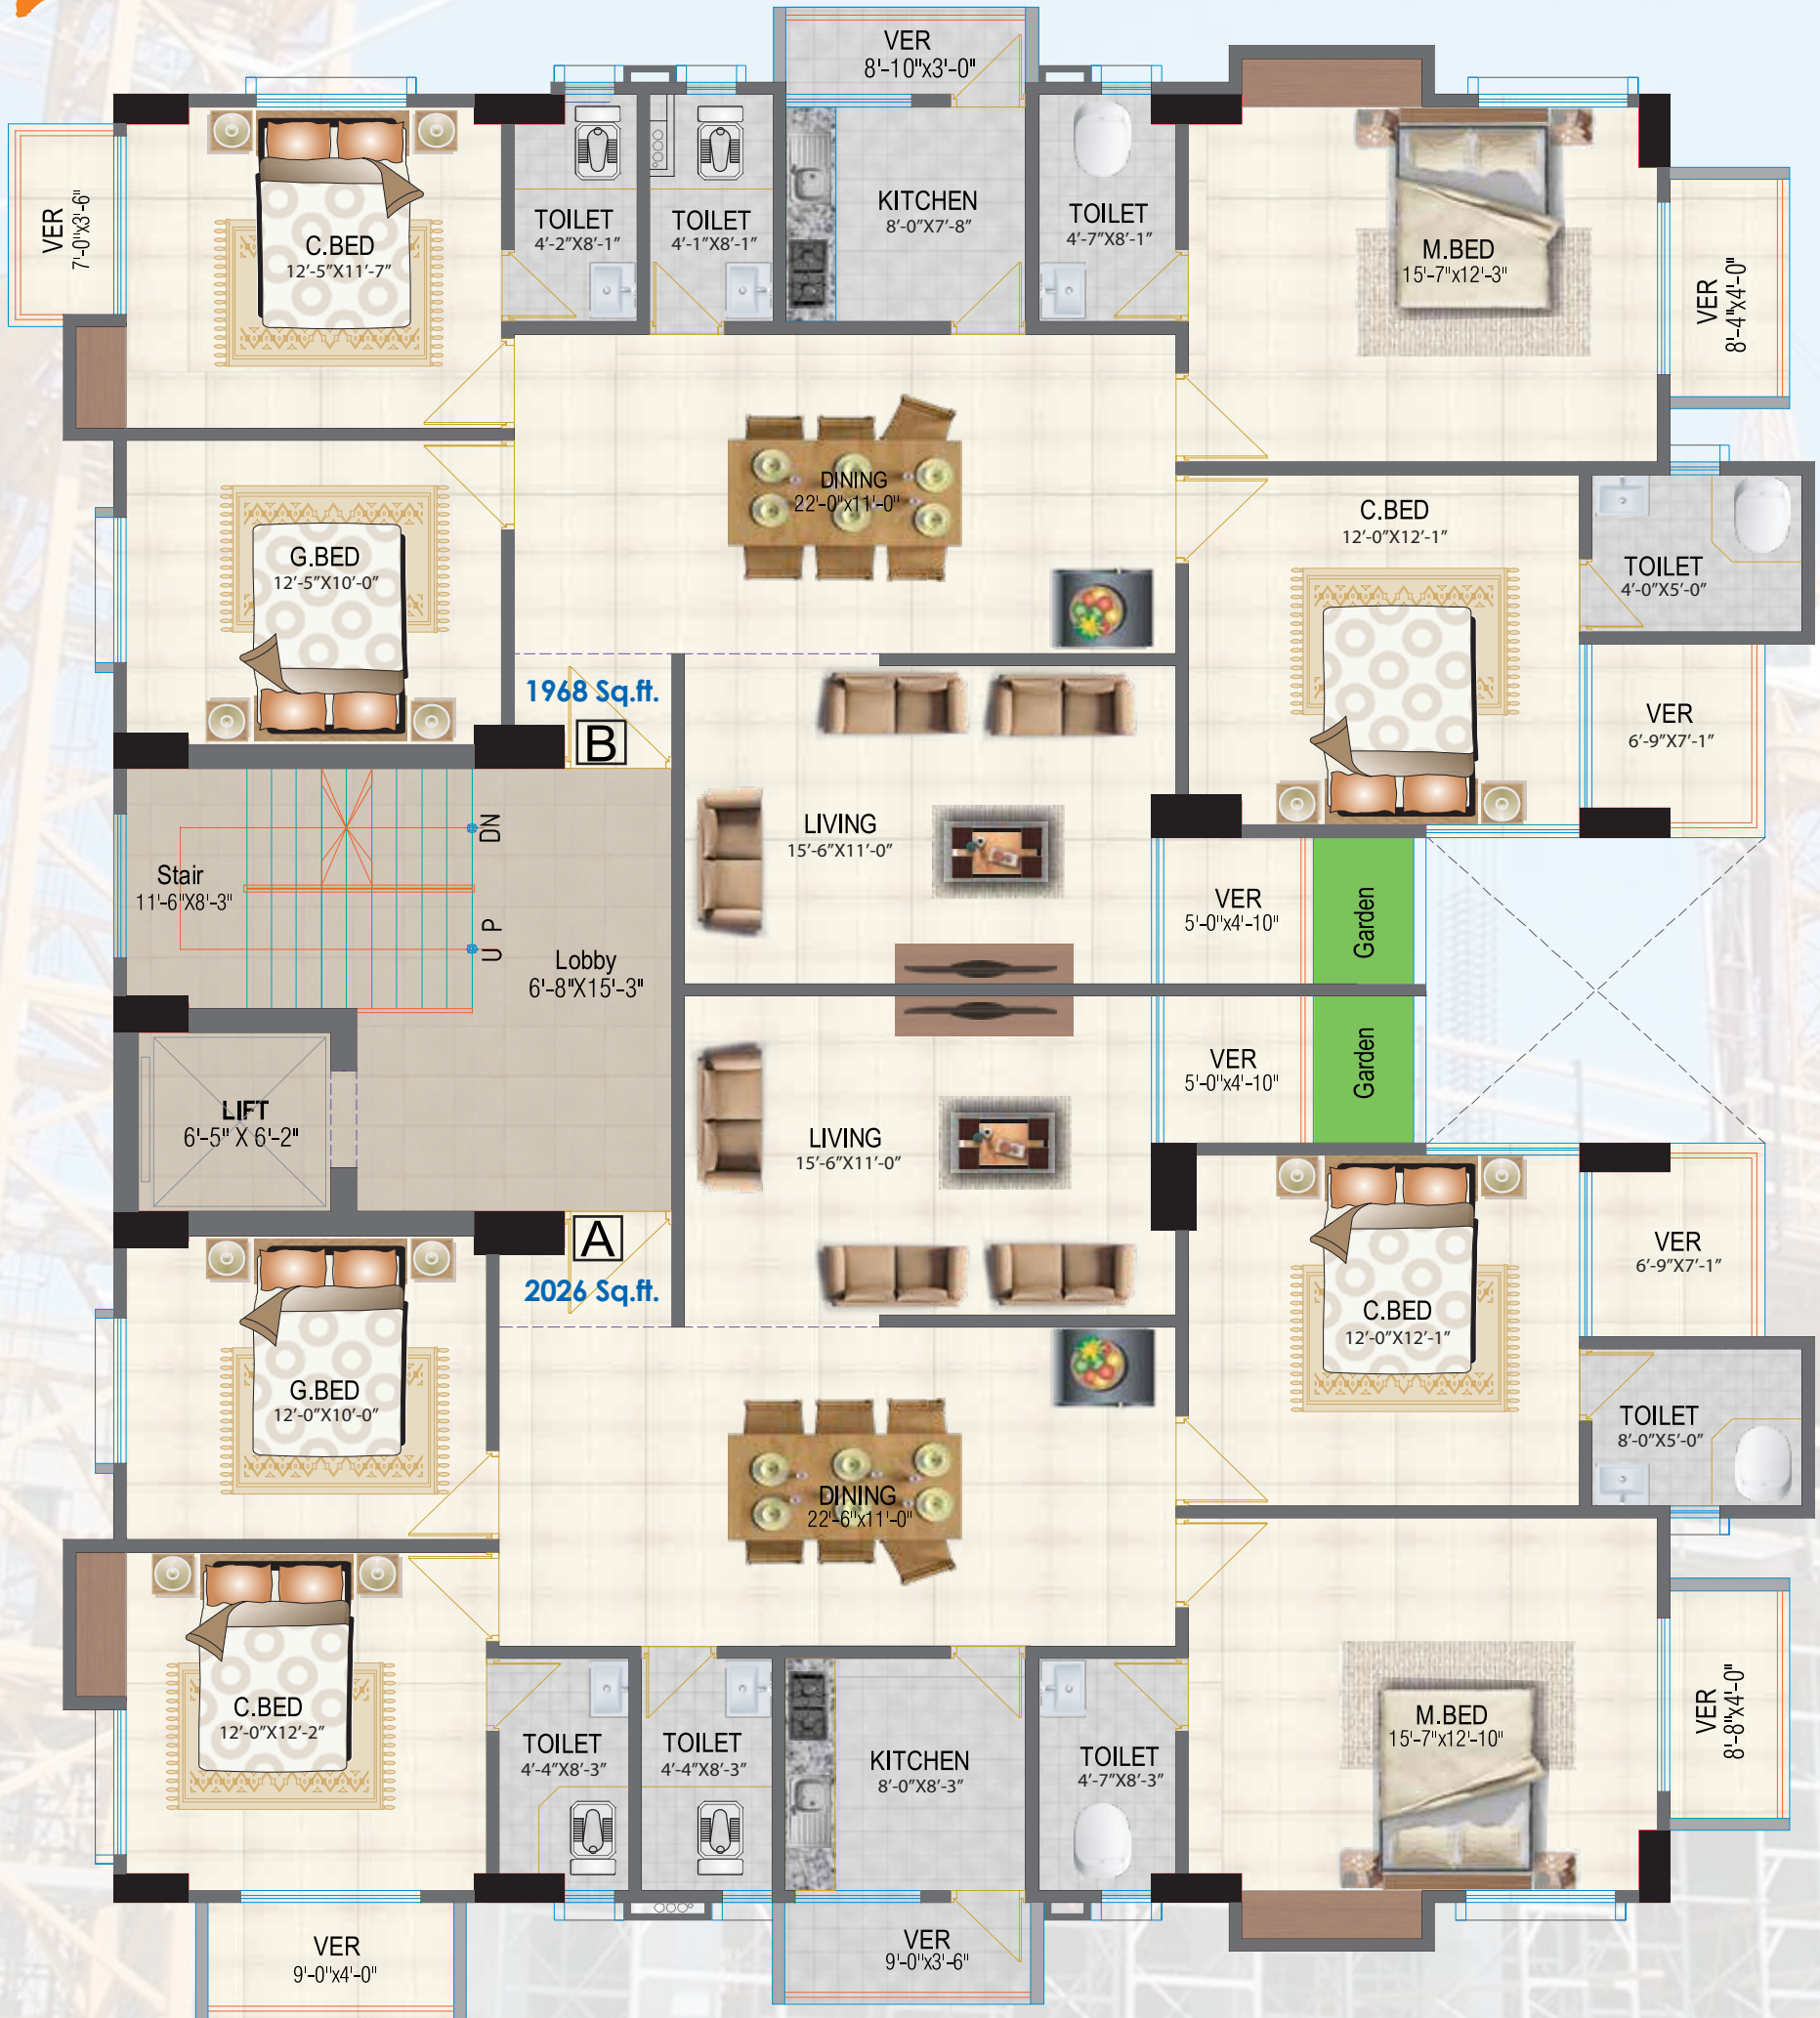 VER
8'-10"x3'-0"
VER
7'-0"x3'-6"
C.BED
12'-5"X11'-7"
TOILET
4'-2"X8'-1"
TOILET
4'-1"X8'-1"
KITCHEN
8'-0"X7'-8"
TOILET
4'-7"X8'-1"
M.BED
15'-7"x12'-3"
VER
8'-4"x4'-0"
G.BED
12'-5"X10'-0"
DINING
22'-0"x11'-0"
C.BED
12'-0"X12'-1"
TOILET
4'-0"X5'-0"
1968 Sq.ft.
B
VER
6'-9"X7'-1"
Stair
11'-6"X8'-3"
DN
U P
Lobby
6'-8"X15'-3"
LIVING
15'-6"X11'-0"
VER
5'-0"x4'-10"
Garden
LIFT
6'-5" X 6'-2"
LIVING
15'-6"X11'-0"
VER
5'-0"x4'-10"
Garden
A
2026 Sq.ft.
VER
6'-9"X7'-1"
C.BED
12'-0"X12'-1"
G.BED
12'-0"X10'-0"
TOILET
8'-0"X5'-0"
DINING
22'-6"x11'-0"
C.BED
12'-0"X12'-2"
TOILET
4'-4"X8'-3"
TOILET
4'-4"X8'-3"
KITCHEN
8'-0"X8'-3"
TOILET
4'-7"X8'-3"
M.BED
15'-7"x12'-10"
VER
8'-8"x4'-0"
VER
9'-0"x4'-0"
VER
9'-0"x3'-6"